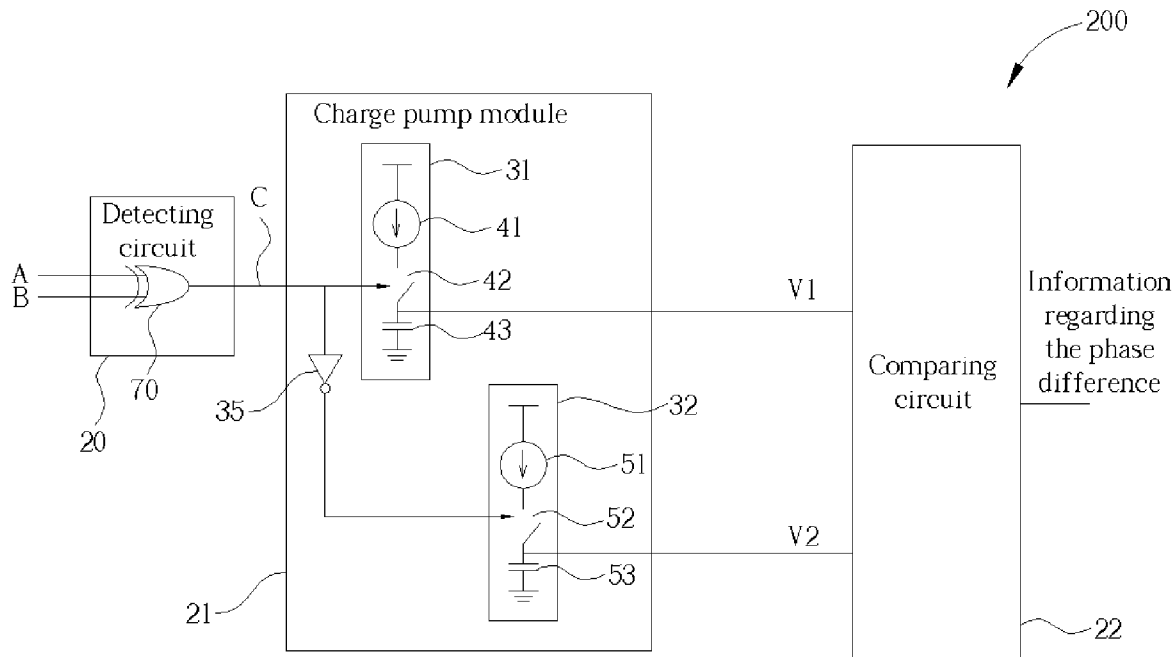 200
Charge pump module
31
Detecting
circuit
C
41
A
B
42
V1
Information
regarding
the phase
difference
43
Comparing
circuit
70
35
32
20
51
52
V2
53
21
22